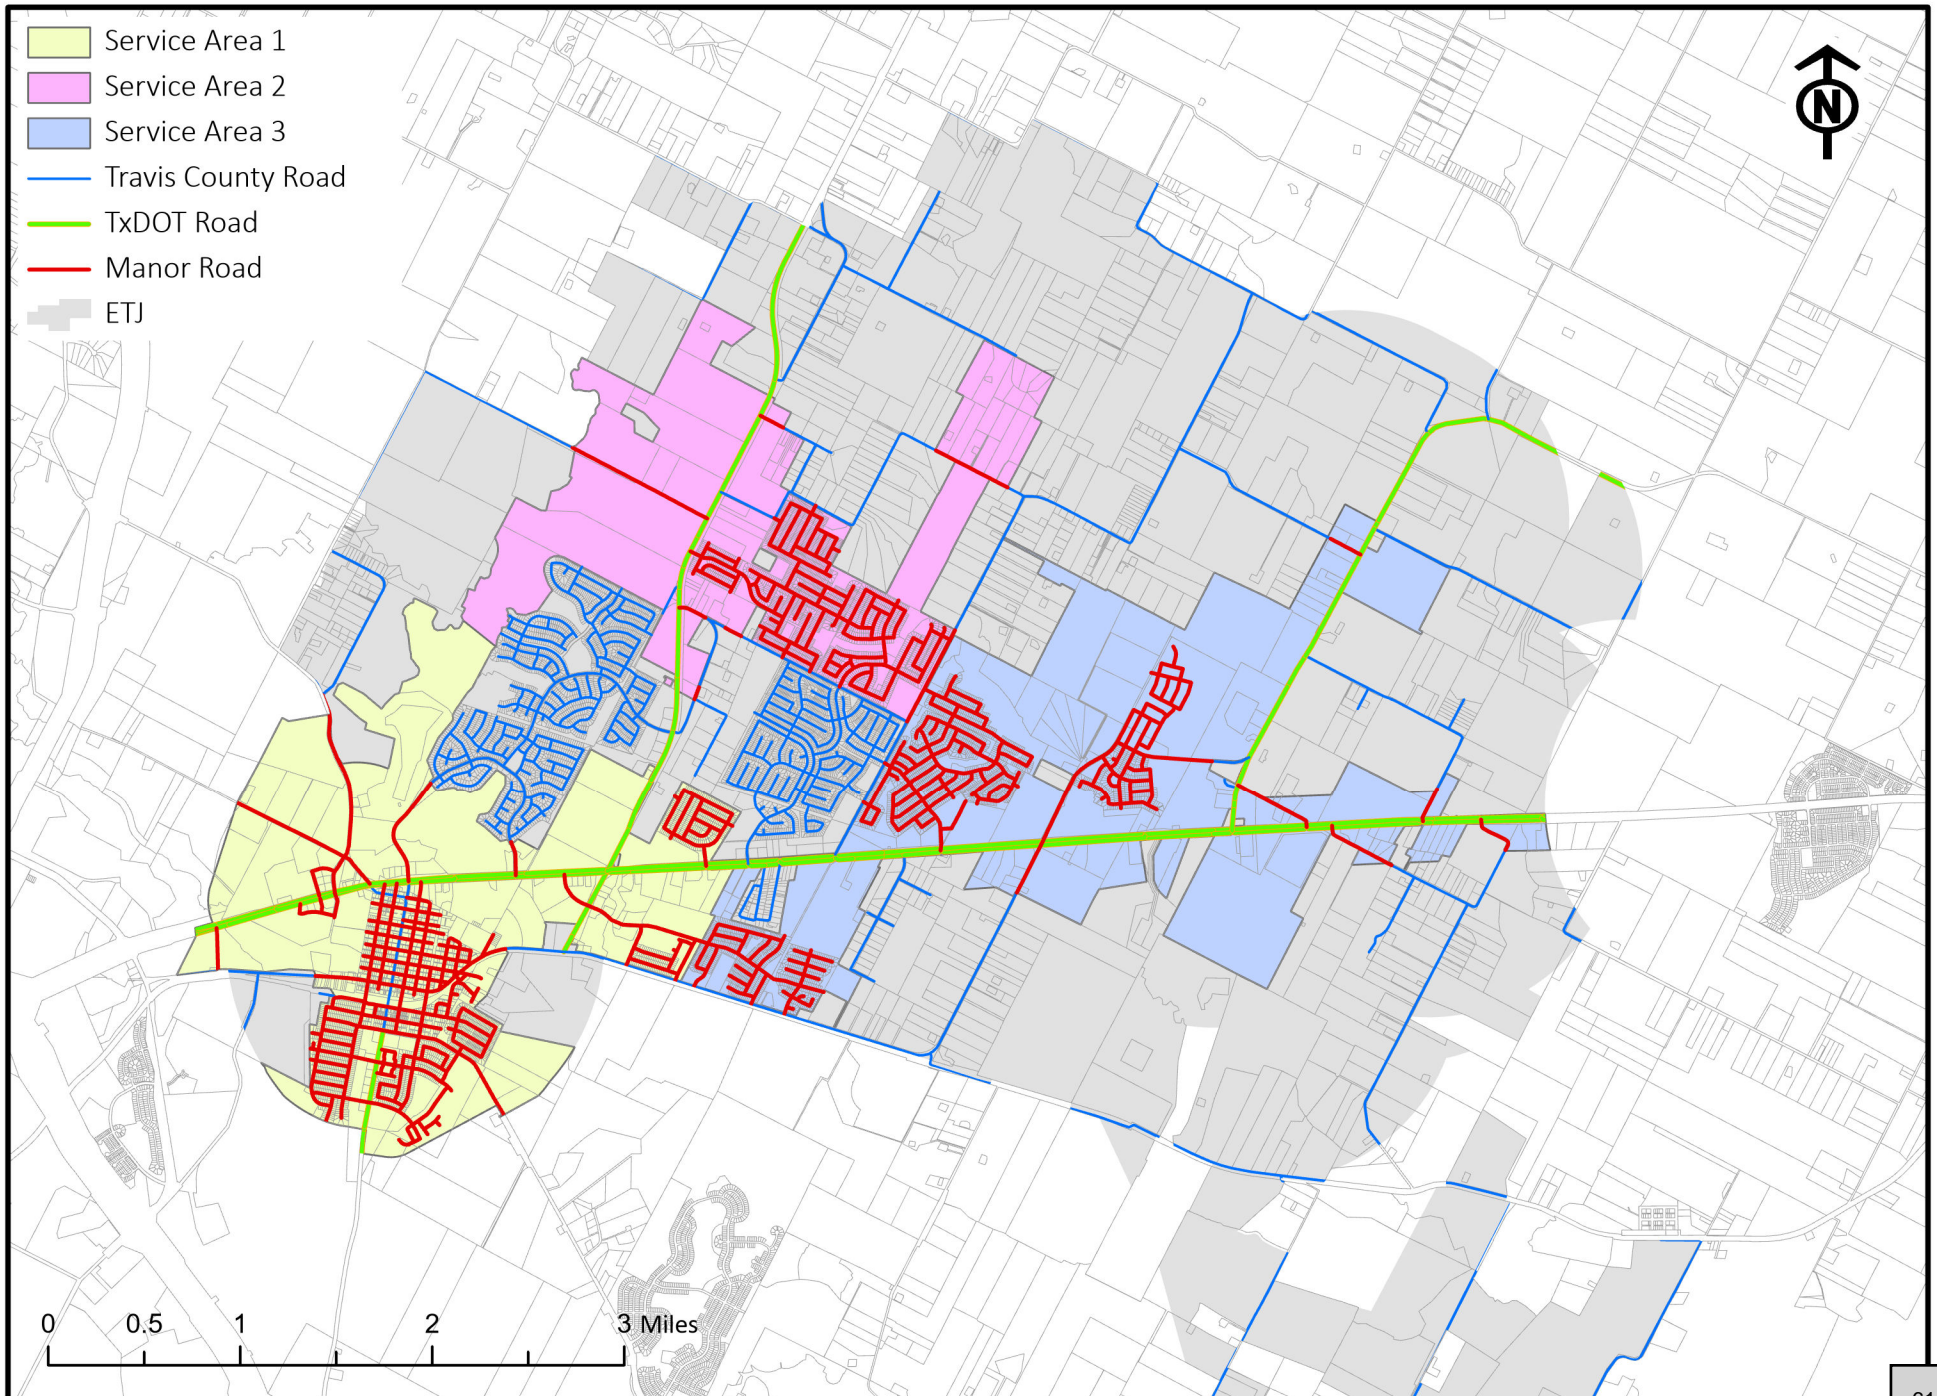 Service Area 1
Service Area 2
Service Area 3
Travis County Road
TxDOT Road
Manor Road
ETJ
N
0 0.5 1 2 3 Miles